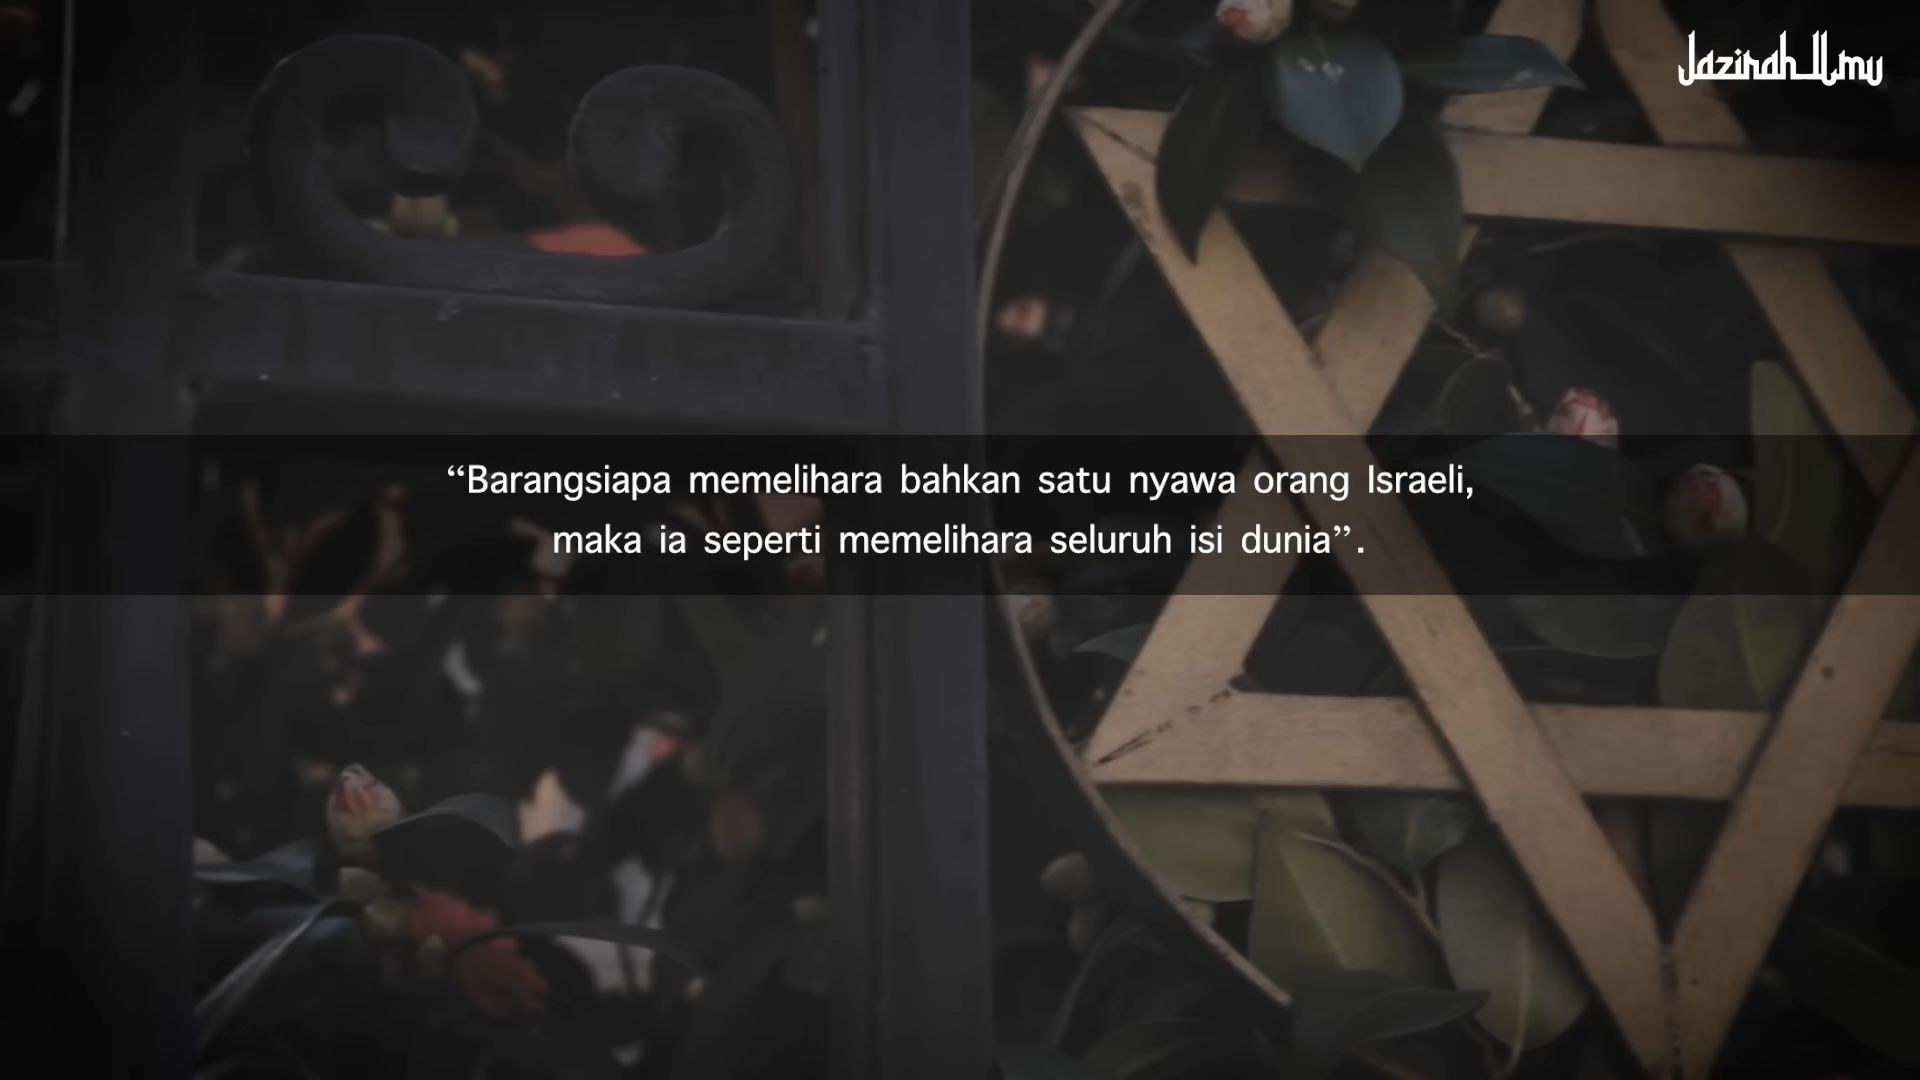 Jazirah Ilmu
“Barangsiapa memelihara bahkan satu nyawa orang Israeli,
maka ia seperti memelihara seluruh isi dunia”.